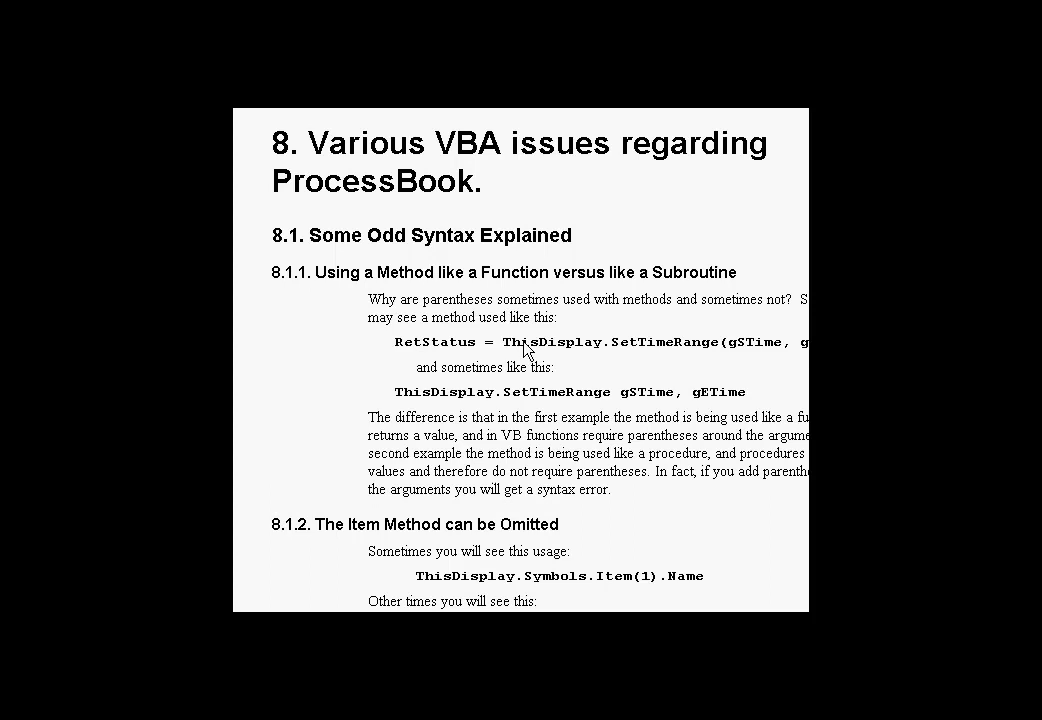 8. Various VBA issues regarding
ProcessBook.
8.1. Some Odd Syntax Explained
8.1.1. Using a Method like a Function versus like a Subroutine
Why are parentheses sometimes used with methods and sometimes not? S
may see a method used like this:
RetStatus = ThisDisplay.SetTimeRange(gSTime, g
and sometimes like this:
ThisDisplay.SetTimeRange gSTime, gETime
The difference is that in the first example the method is being used like a fu
returns a value, and in VB functions require parentheses around the argume
second example the method is being used like a procedure, and procedures
values and therefore do not require parentheses. In fact, if you add parenthe
the arguments you will get a syntax error.
8.1.2. The Item Method can be Omitted
Sometimes you will see this usage:
ThisDisplay.Symbols.Item(1).Name
Other times you will see this: